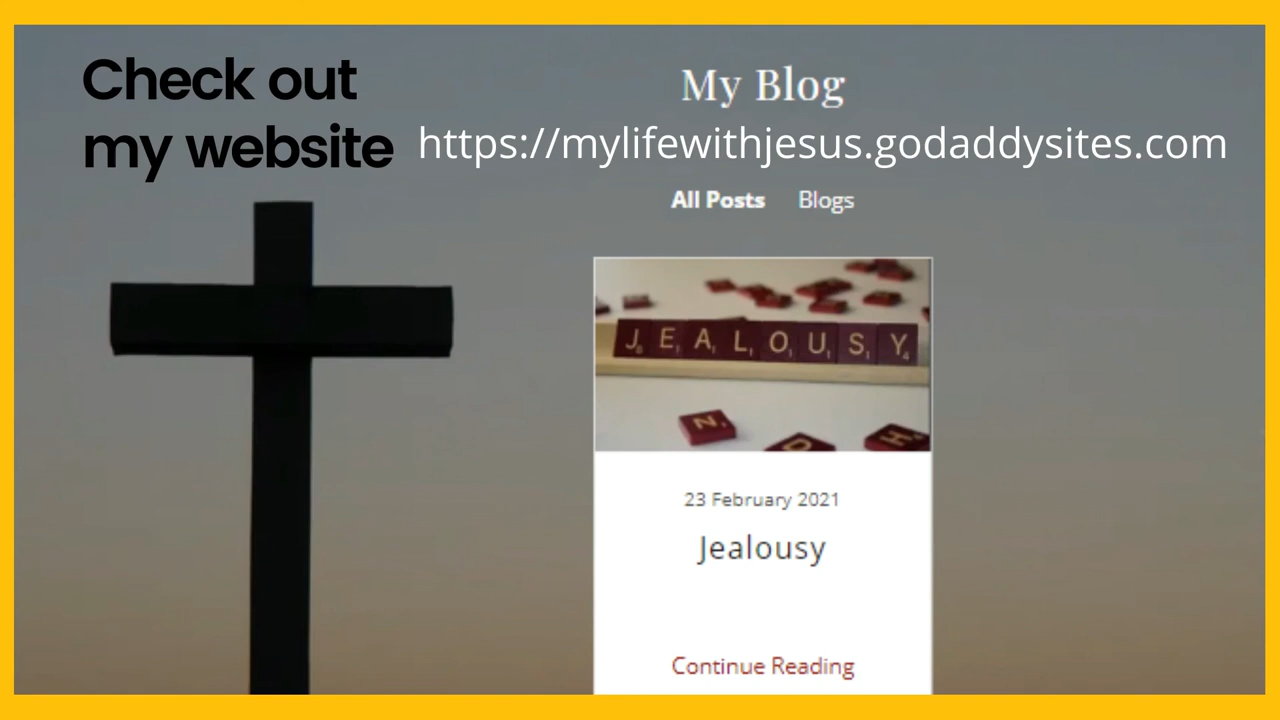 Check out
my website
My Blog
https://mylifewithjesus.godaddysites.com
All Posts Blogs
JEALOUSY
N
D
H
23 February 2021
Jealousy
Continue Reading